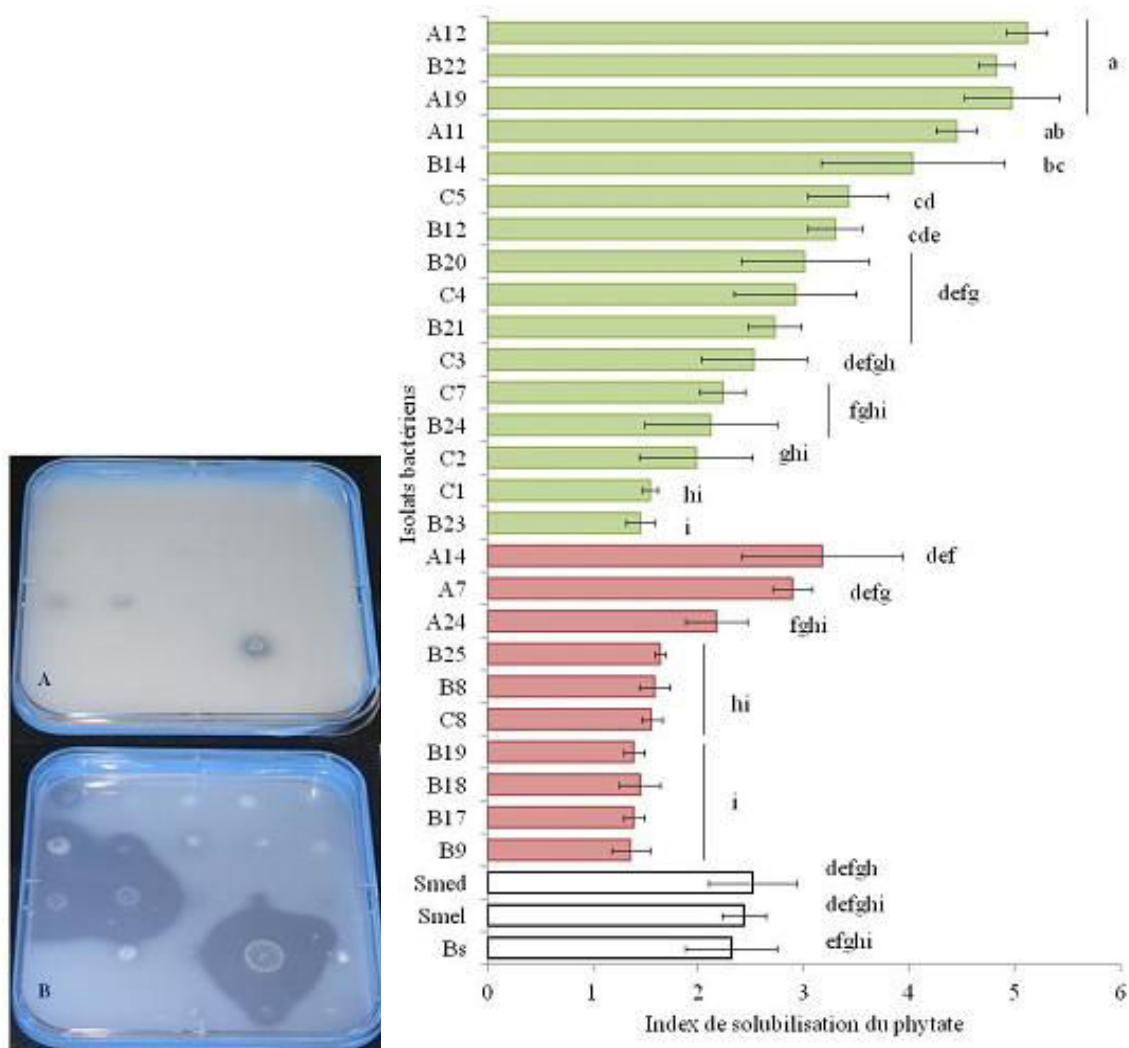 A
B
Isolats bactériens
A12
B22
A19
a
A11 ab
B14 bc
C5 cd
B12 cde
B20
C4 defg
B21
C3 defgh
C7
fghi
B24
C2 ghi
C1 hi
B23 i
A14 def
A7 defg
A24 fghi
B25
B8
hi
C8
B19
B18
i
B17
B9
Smed defgh
Smel defghi
Bs efghi
0 1 2 3 4 5 6
Index de solubilisation du phytate